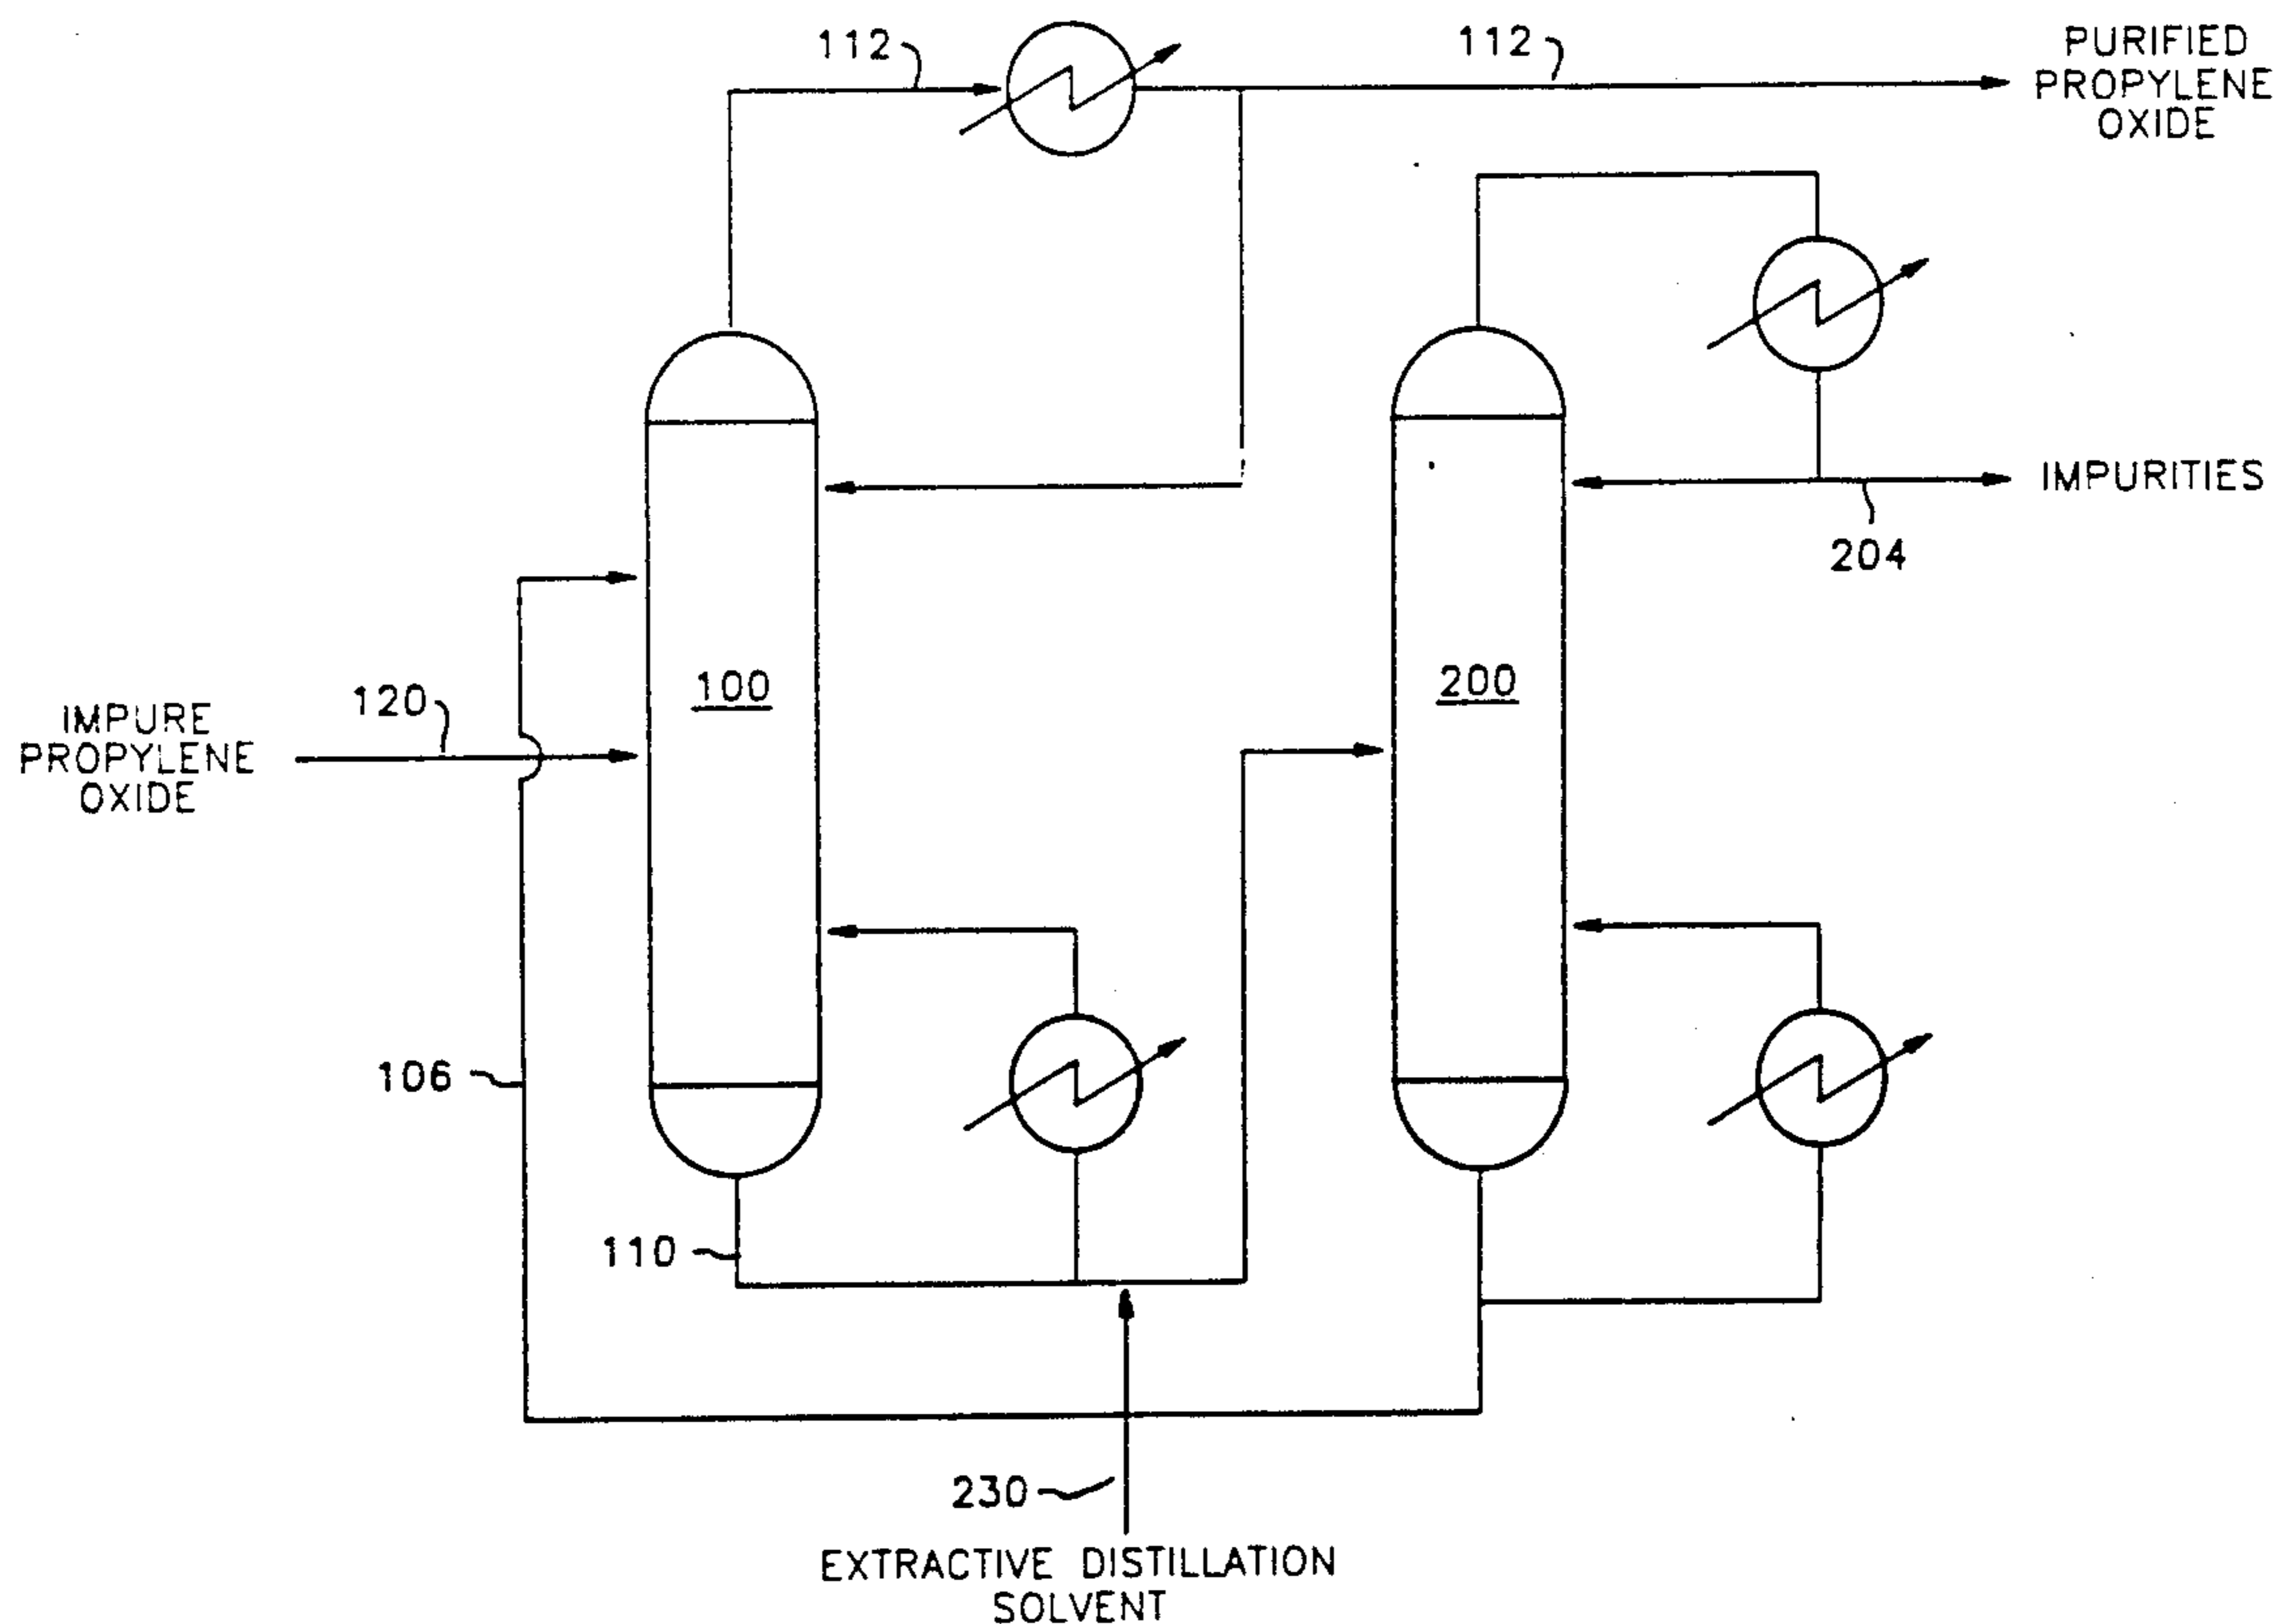 112
112
PURIFIED
PROPYLENE
OXIDE
IMPURITIES
204
100
200
120
IMPURE
PROPYLENE
OXIDE
106
110
230
EXTRACTIVE DISTILLATION
SOLVENT